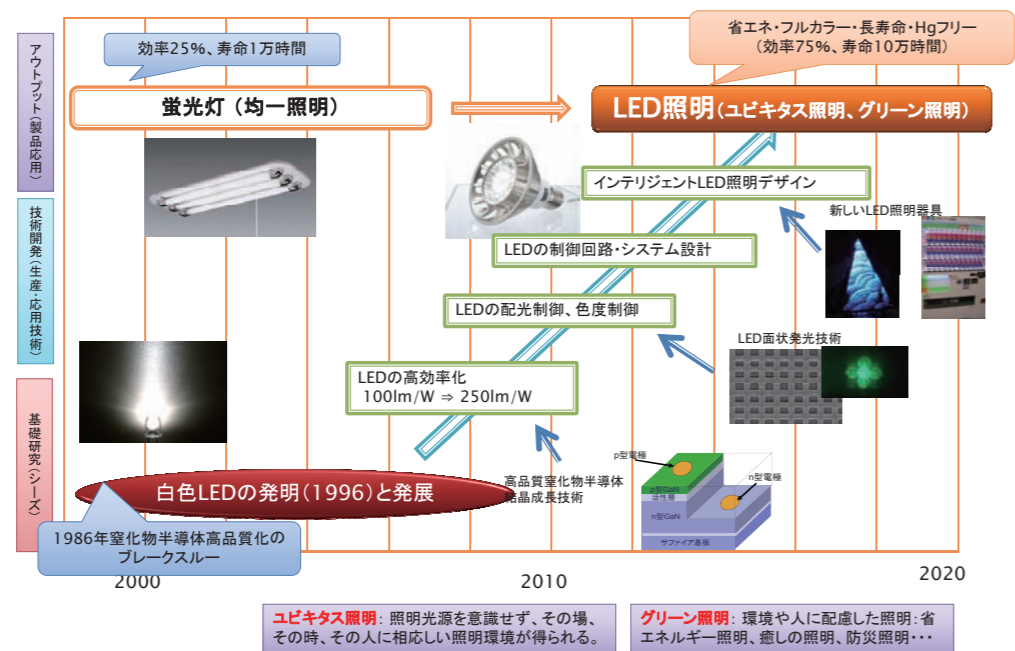 アウトプット(製品応用)
効率25%、寿命1万時間
省エネ・フルカラー・長寿命・Hgフリー
(効率75%、寿命10万時間)
蛍光灯(均一照明)
LED照明(ユビキタス照明、グリーン照明)
インテリジェントLED照明デザイン
技術開発(生産・応用技術)
新しいLED照明器具
LEDの制御回路・システム設計
LEDの配光制御、色度制御
LED面状発光技術
LEDの高効率化
100lm/W ⇒ 250lm/W
基礎研究(シーズ)
白色LEDの発明(1996)と発展
高品質窒化物半導体
結晶成長技術
p型電極
n型電極
p型GaN
活性層
n型GaN
サファイア基板
1986年窒化物半導体高品質化の
ブレークスルー
2000
2010
2020
ユビキタス照明: 照明光源を意識せず、その場、
その時、その人に相応しい照明環境が得られる。
グリーン照明: 環境や人に配慮した照明:省
エネルギー照明、癒しの照明、防災照明・・・